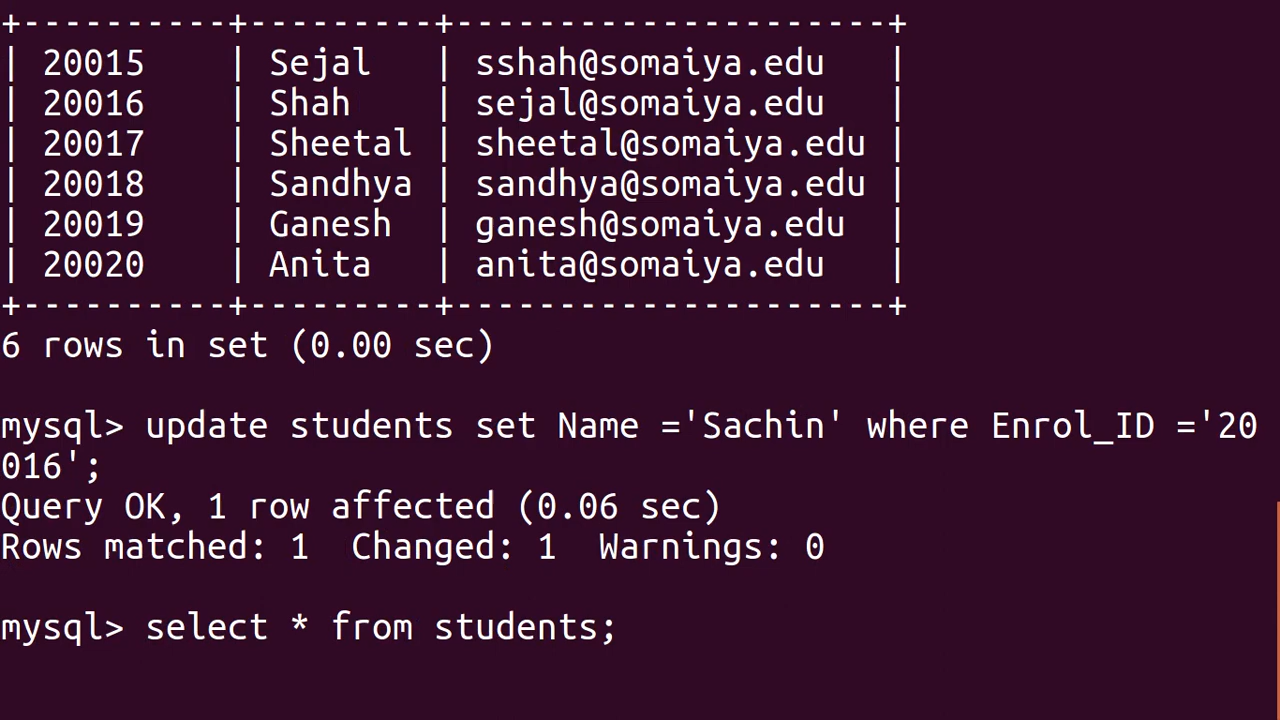 +----------+---------+---------------------+
| 20015    | Sejal   | sshah@somaiya.edu   |
| 20016    | Shah    | sejal@somaiya.edu   |
| 20017    | Sheetal | sheetal@somaiya.edu |
| 20018    | Sandhya | sandhya@somaiya.edu |
| 20019    | Ganesh  | ganesh@somaiya.edu  |
| 20020    | Anita   | anita@somaiya.edu   |
+----------+---------+---------------------+
6 rows in set (0.00 sec)
mysql> update students set Name ='Sachin' where Enrol_ID ='20
016';
Query OK, 1 row affected (0.06 sec)
Rows matched: 1  Changed: 1  Warnings: 0
mysql> select * from students;